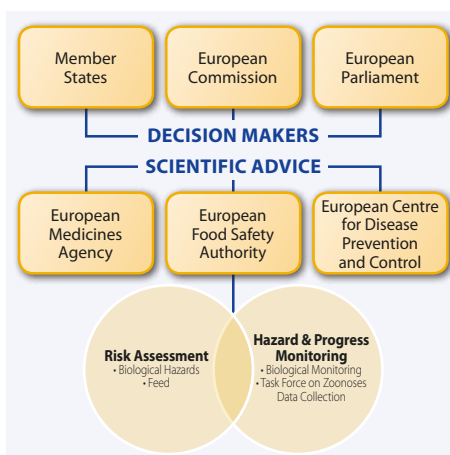 Member
States
European
Commission
European
Parliament
DECISION MAKERS
SCIENTIFIC ADVICE
European
Medicines
Agency
European
Food Safety
Authority
European Centre
for Disease
Prevention
and Control
Risk Assessment
• Biological Hazards
• Feed
Hazard & Progress
Monitoring
• Biological Monitoring
• Task Force on Zoonoses
Data Collection